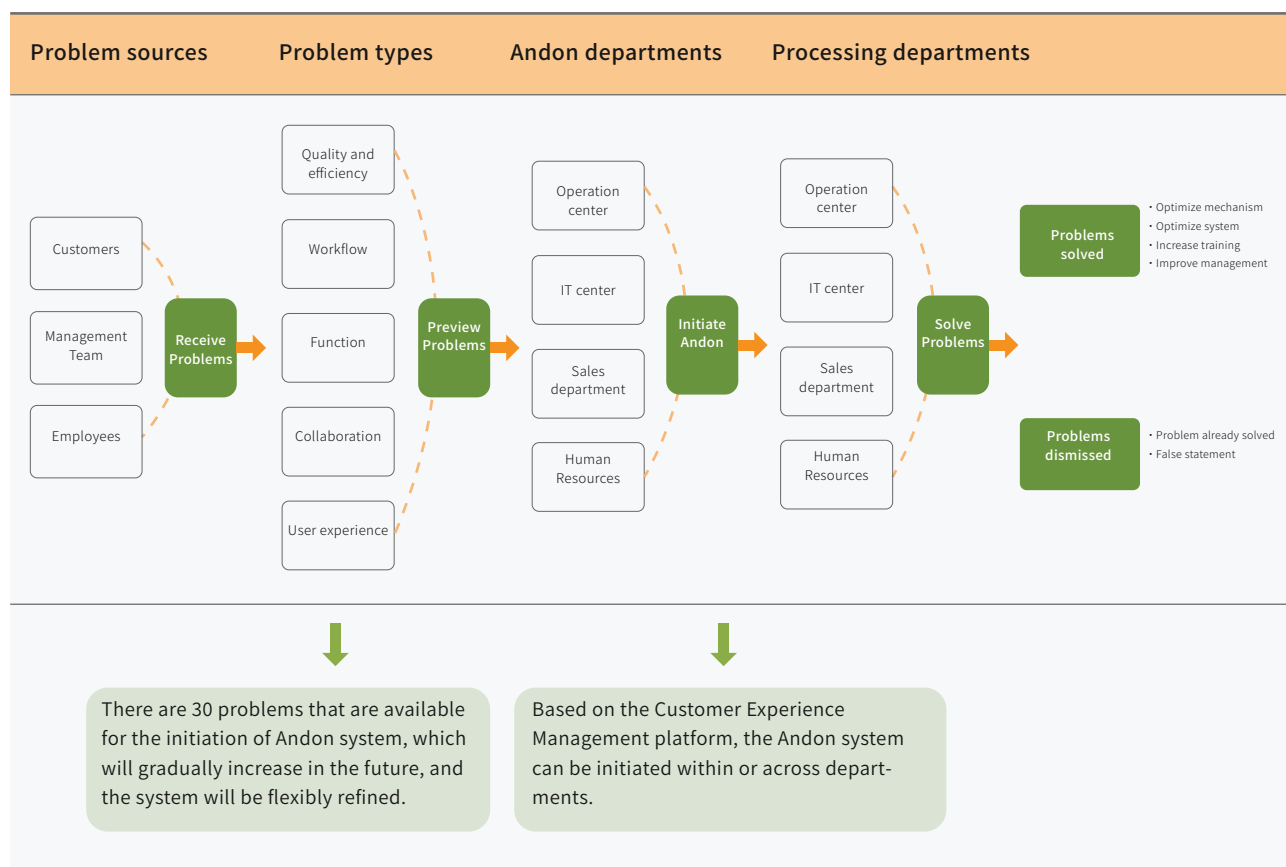 Problem sources
Problem types
Andon departments
Processing departments
Customers
Management
Team
Employees
Receive
Problems
Quality and
efficiency
Workflow
Function
Collaboration
User experience
Preview
Problems
Operation
center
IT center
Sales
department
Human
Resources
Initiate
Andon
Operation
center
IT center
Sales
department
Human
Resources
Solve
Problems
Problems
solved
· Optimize mechanism
· Optimize system
· Increase training
· Improve management
Problems
dismissed
· Problem already solved
· False statement
There are 30 problems that are available
for the initiation of Andon system, which
will gradually increase in the future, and
the system will be flexibly refined.
Based on the Customer Experience
Management platform, the Andon system
can be initiated within or across depart-
ments.